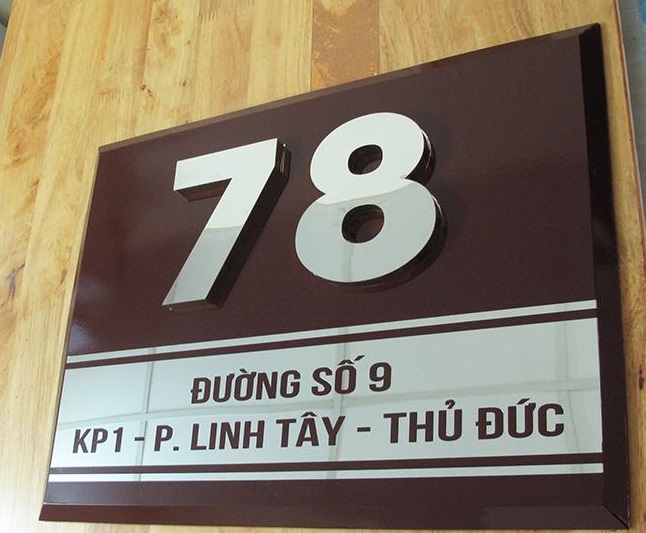 78
ĐƯỜNG SỐ 9
KP1 - P. LINH TÂY - THỦ ĐỨC